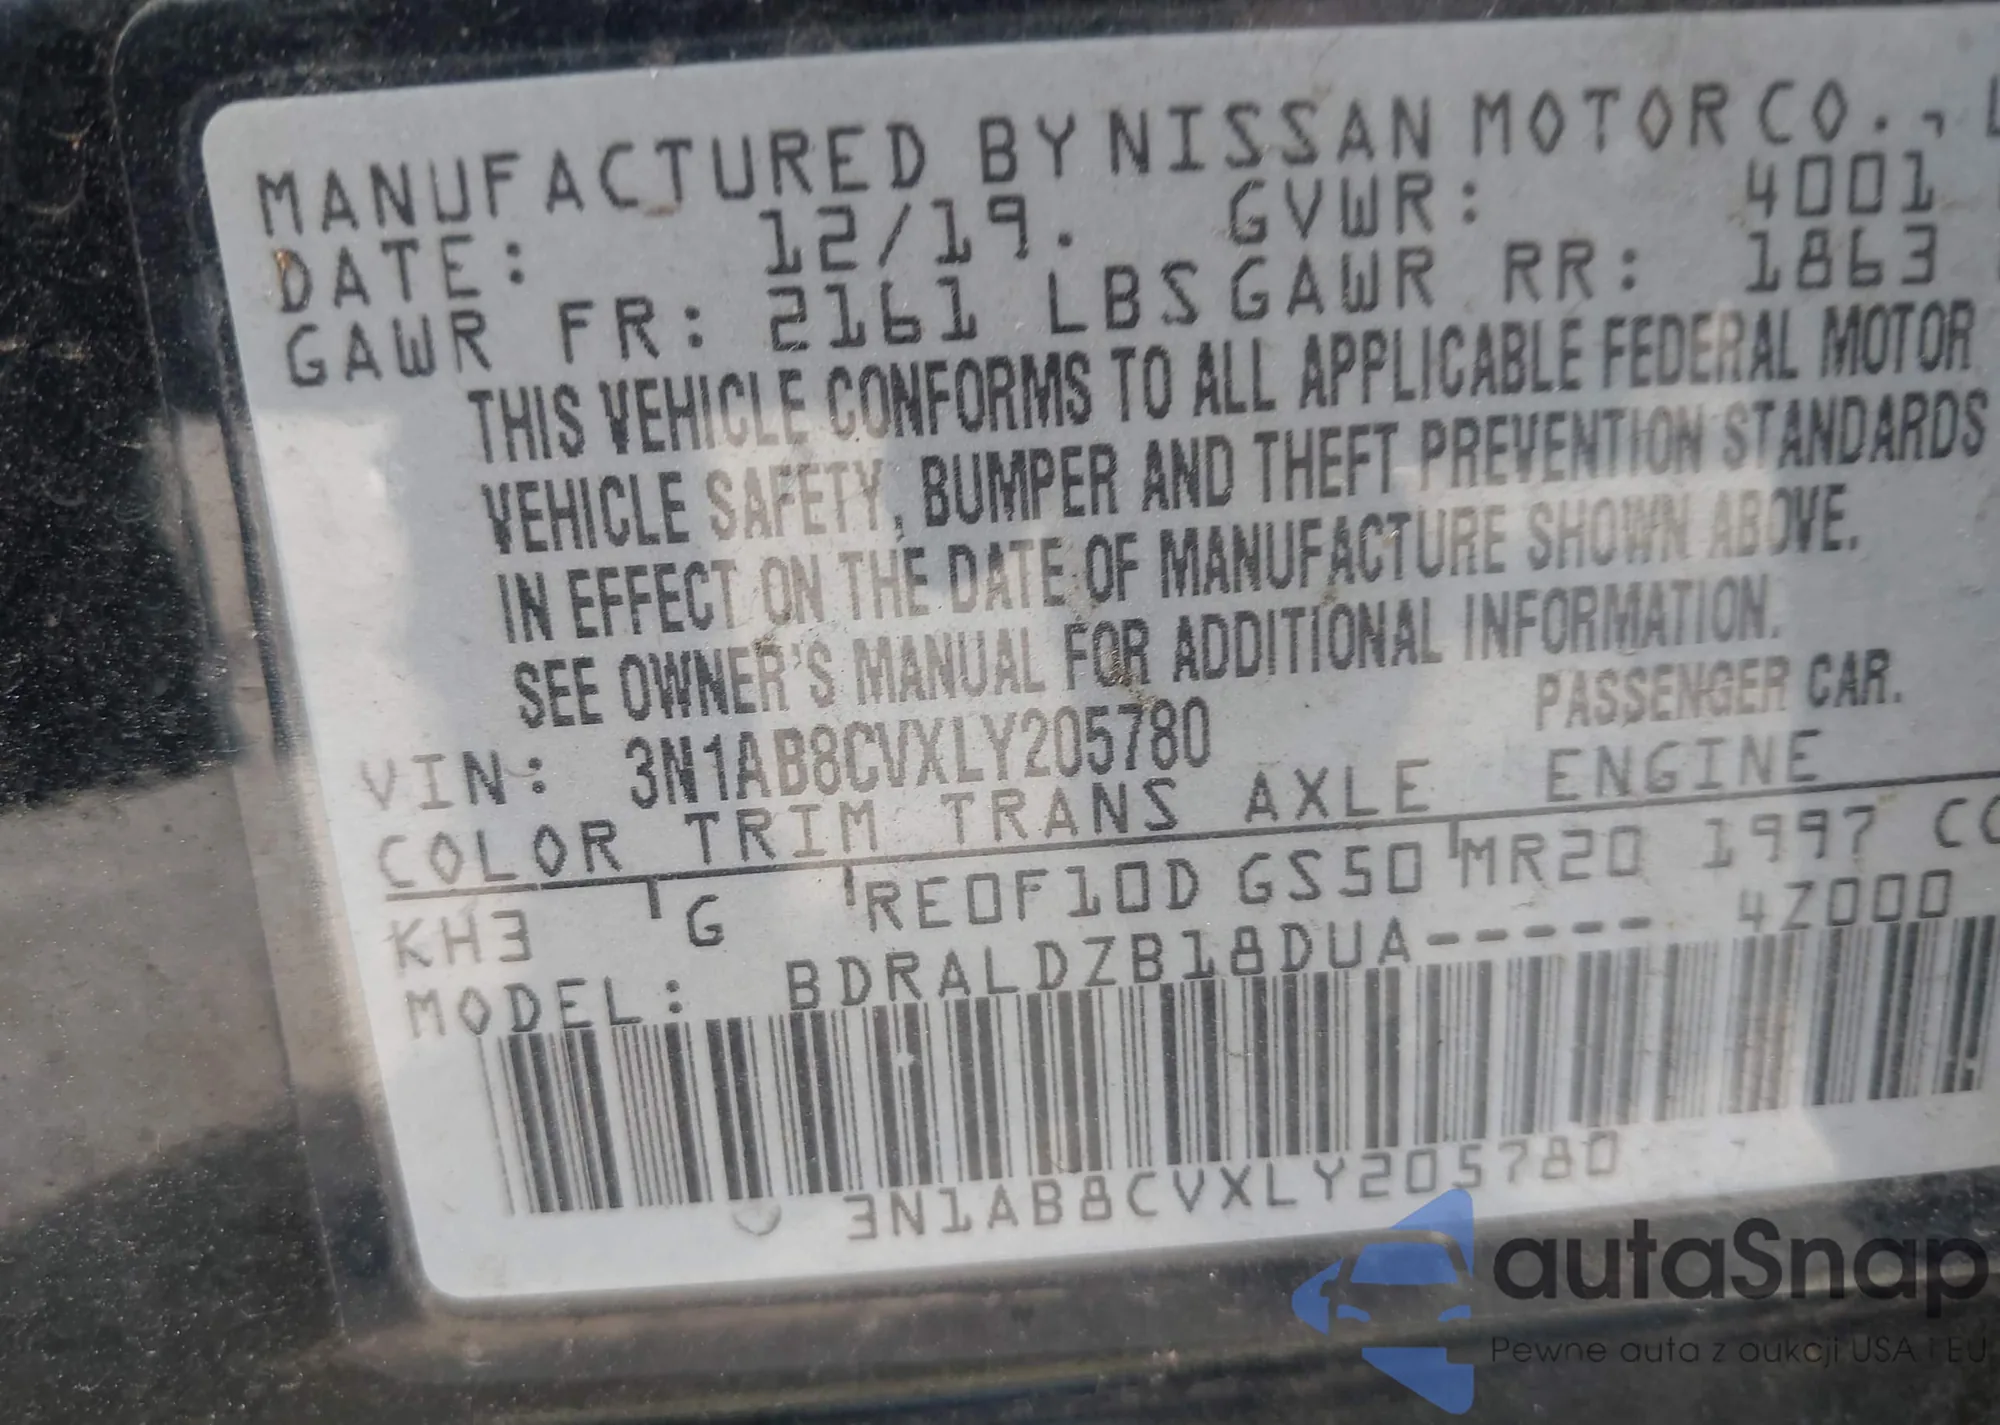 MANUFACTURED BY NISSAN MOTOR CO.,
DATE: 12/19. GVWR: 4001
GAWR FR: 2161 LBS GAWR RR: 1863
THIS VEHICLE CONFORMS TO ALL APPLICABLE FEDERAL MOTOR
VEHICLE SAFETY, BUMPER AND THEFT PREVENTION STANDARDS
IN EFFECT ON THE DATE OF MANUFACTURE SHOWN ABOVE.
SEE OWNER'S MANUAL FOR ADDITIONAL INFORMATION.
VIN: 3N1AB8CVXLY205780 PASSENGER CAR.
COLOR TRIM TRANS AXLE ENGINE
KH3 G RE0F10D GS50 MR20 1997 CC
MODEL: BDRALDZB18DUA----- 4Z000
3N1AB8CVXLY205780
autaSnap
Pewne auta z aukcji USA i EU